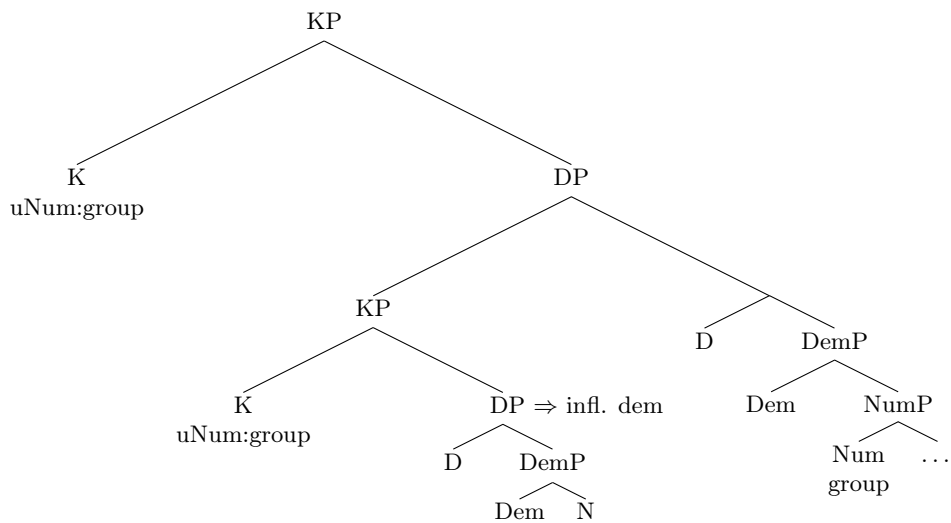 KP
K DP
uNum:group
KP
D DemP
K DP ⇒ infl. dem Dem NumP
uNum:group
D DemP Num ...
group
Dem N